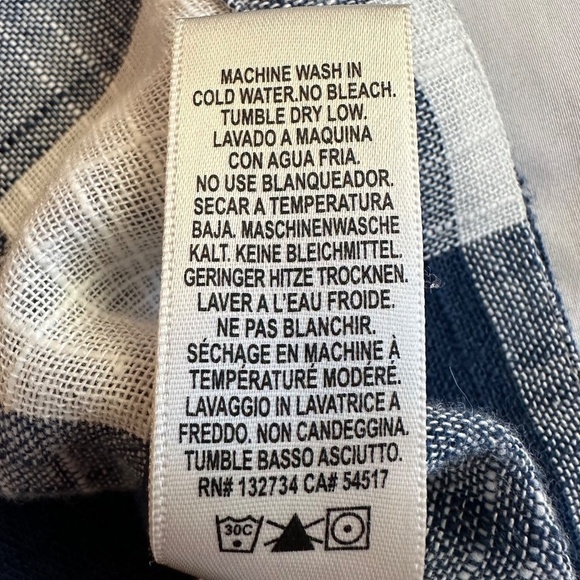 MACHINE WASH IN
COLD WATER.NO BLEACH.
TUMBLE DRY LOW.
LAVADO A MAQUINA
CON AGUA FRIA.
NO USE BLANQUEADOR.
SECAR A TEMPERATURA
BAJA. MASCHINENWASCHE
KALT. KEINE BLEICHMITTEL.
GERINGER HITZE TROCKNEN.
LAVER A L'EAU FROIDE.
NE PAS BLANCHIR.
SÉCHAGE EN MACHINE À
TEMPÉRATURÉ MODÉRÉ.
LAVAGGIO IN LAVATRICE A
FREDDO. NON CANDEGGINA.
TUMBLE BASSO ASCIUTTO.
RN# 132734 CA# 54517
30C